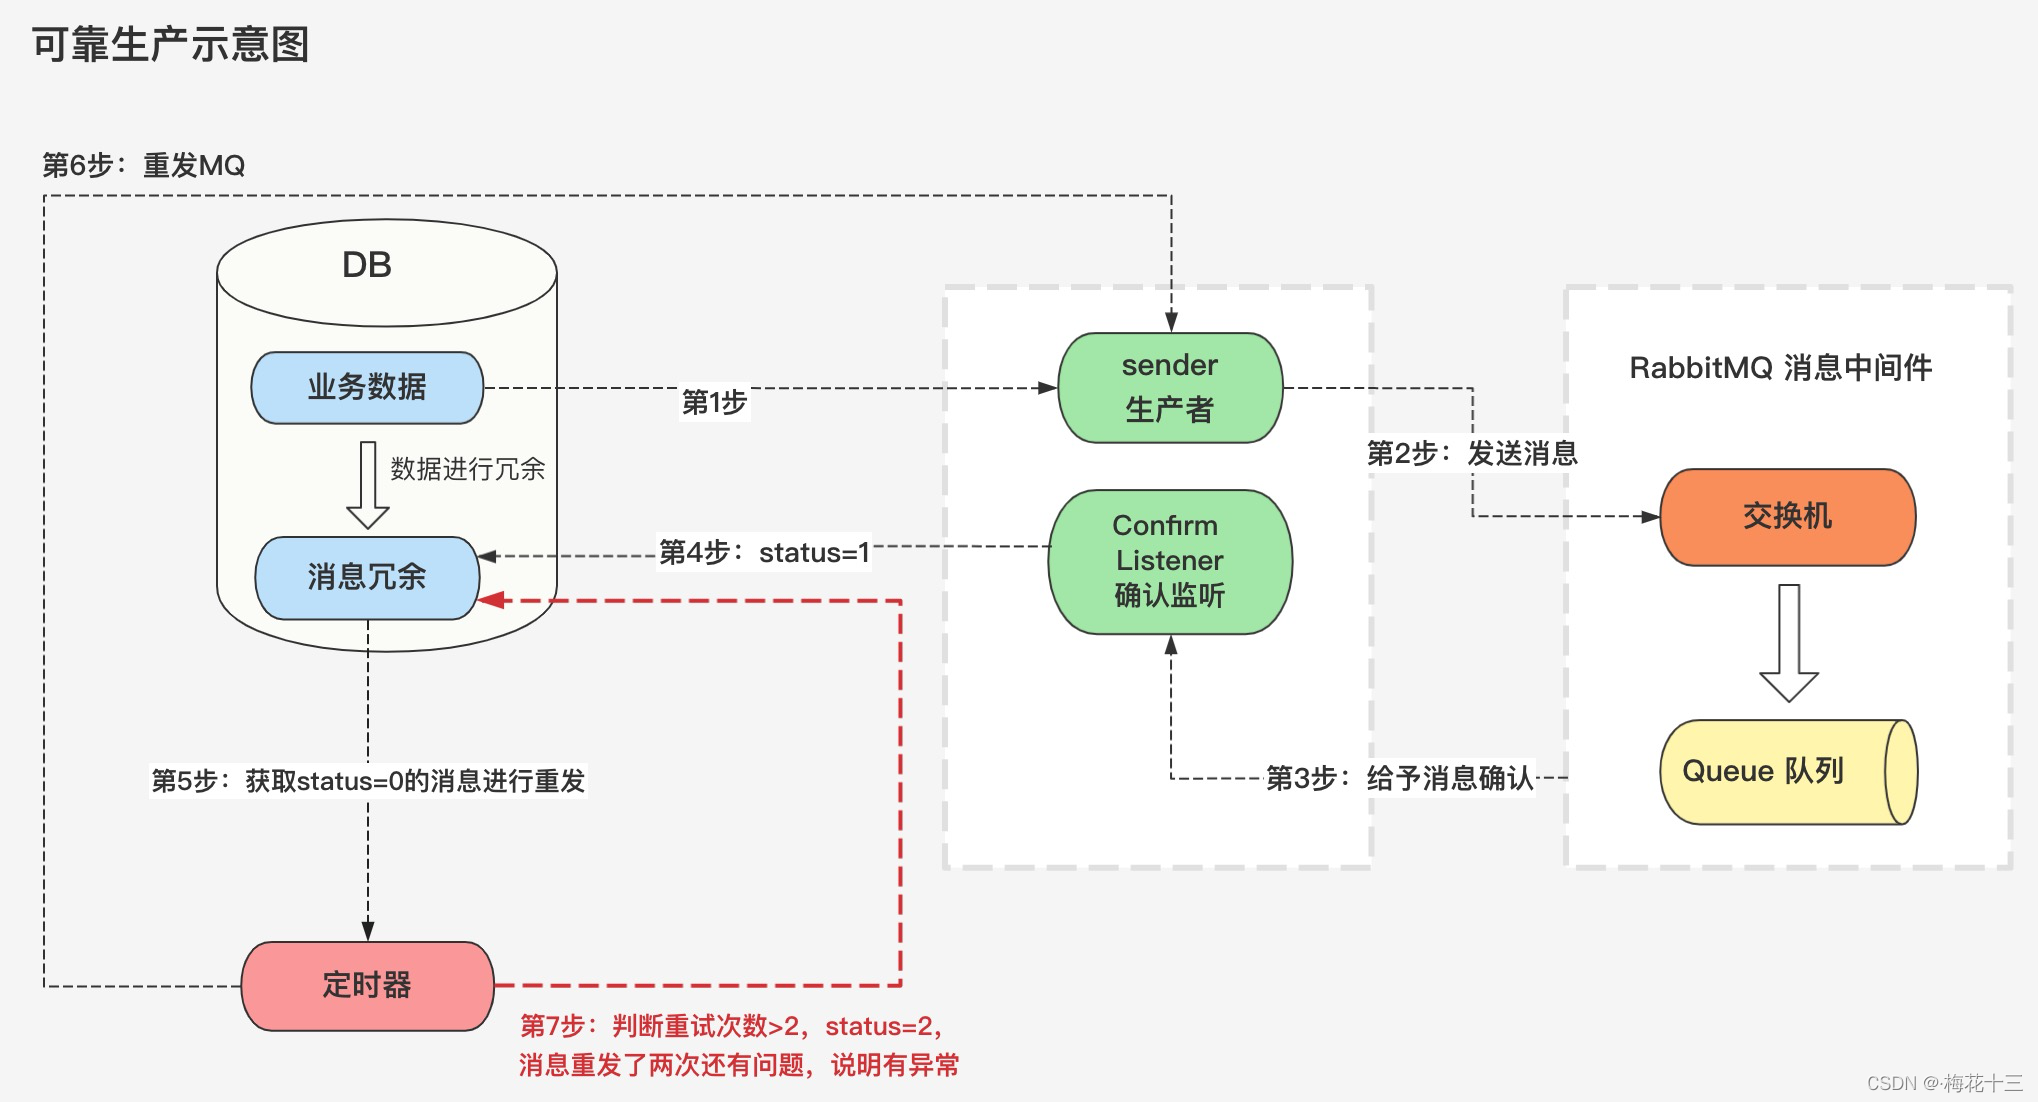 可靠生产示意图
第6步：重发MQ
DB
业务数据
数据进行冗余
消息冗余
第1步
sender
生产者
第2步：发送消息
RabbitMQ 消息中间件
交换机
Queue 队列
第3步：给予消息确认
Confirm
Listener
确认监听
第4步：status=1
第5步：获取status=0的消息进行重发
定时器
第7步：判断重试次数>2，status=2，
消息重发了两次还有问题，说明有异常
CSDN @·梅花十三